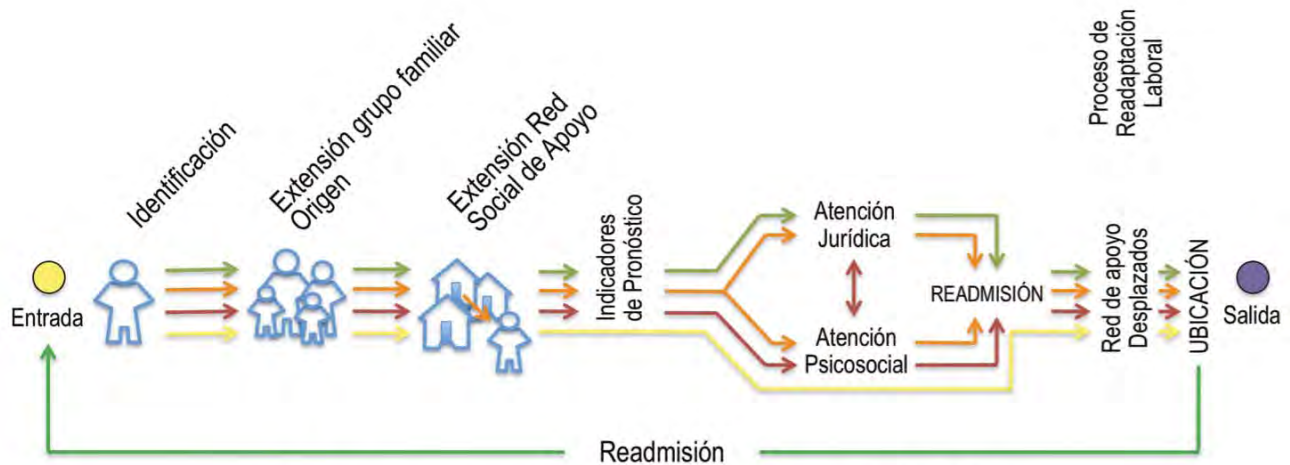 Entrada
Identificación
Extensión grupo familiar
Origen
Extensión Red
Social de Apoyo
Indicadores
de Pronóstico
Atención
Jurídica
Atención
Psicosocial
READMISIÓN
Proceso de
Readaptación
Laboral
Red de apoyo
Desplazados
UBICACIÓN
Salida
Readmisión